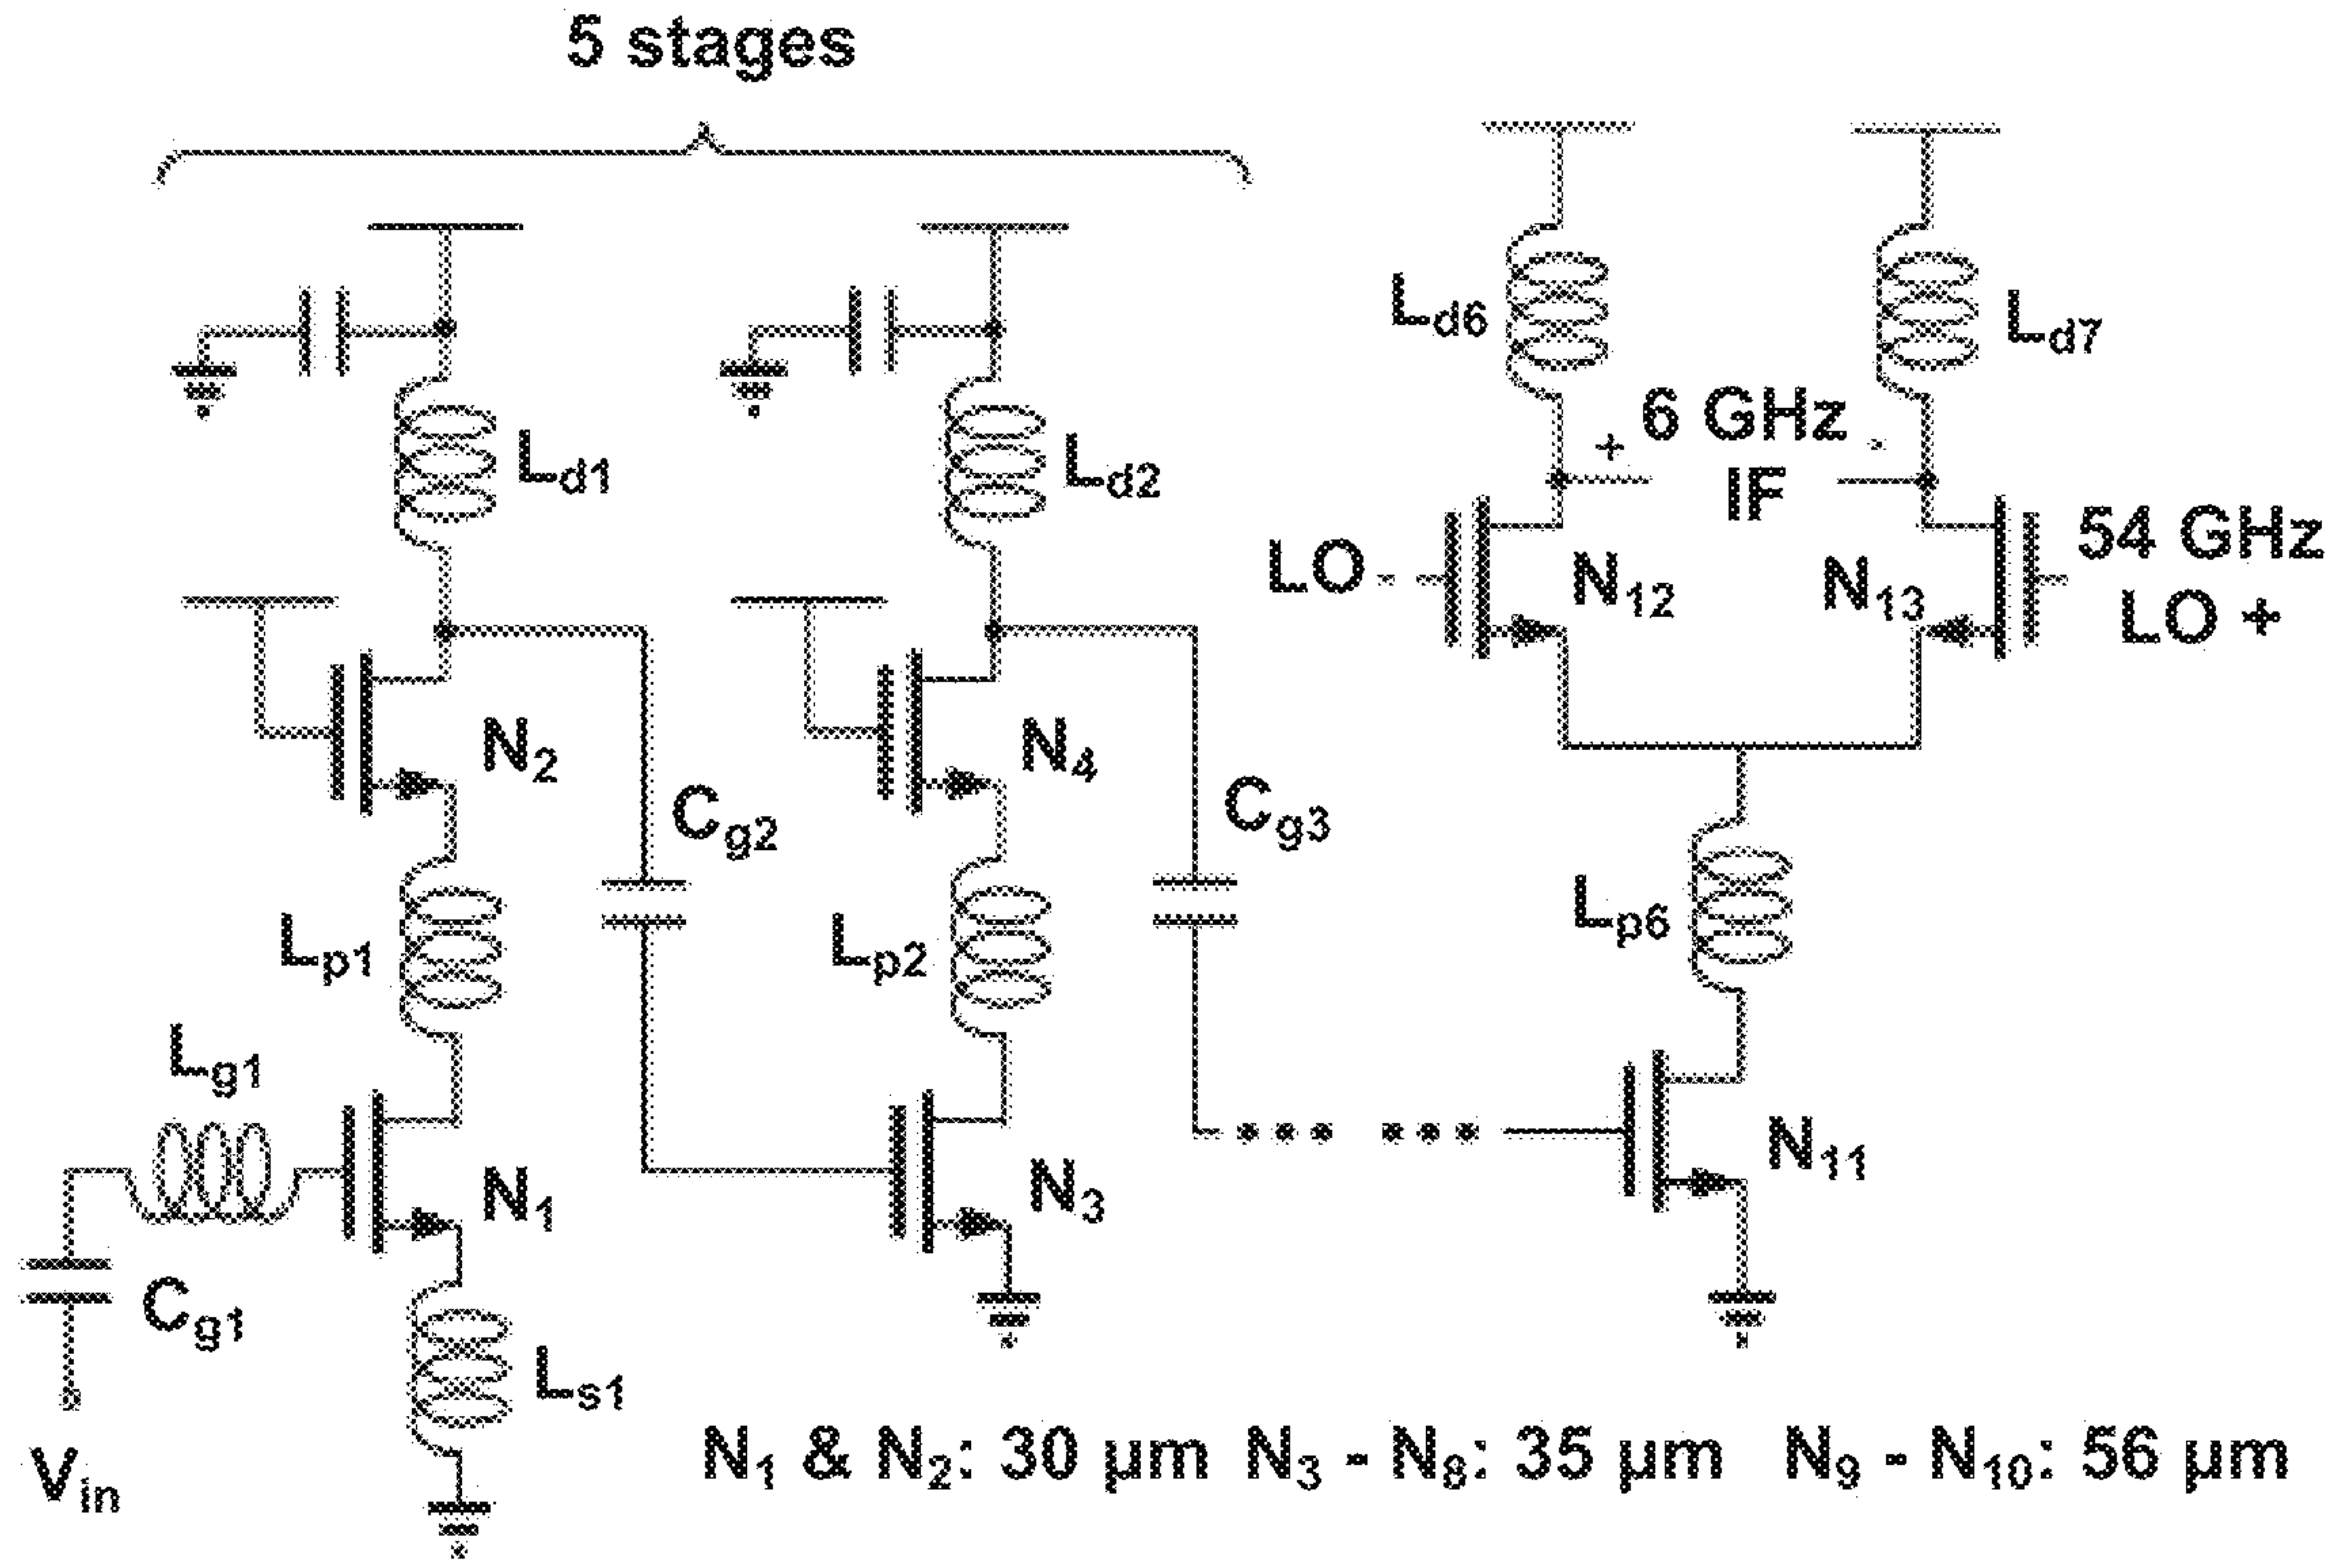 5 stages
Ld1
Ld2
Ld6
Ld7
+ 6 GHz -
IF
LO -
N12
N13
54 GHz
LO +
N2
N4
Cg2
Cg3
Lp1
Lp2
Lp6
Lg1
N1
N3
N11
Cg1
Ls1
Vin
N1 & N2: 30 µm N3 - N8: 35 µm N9 - N10: 56 µm